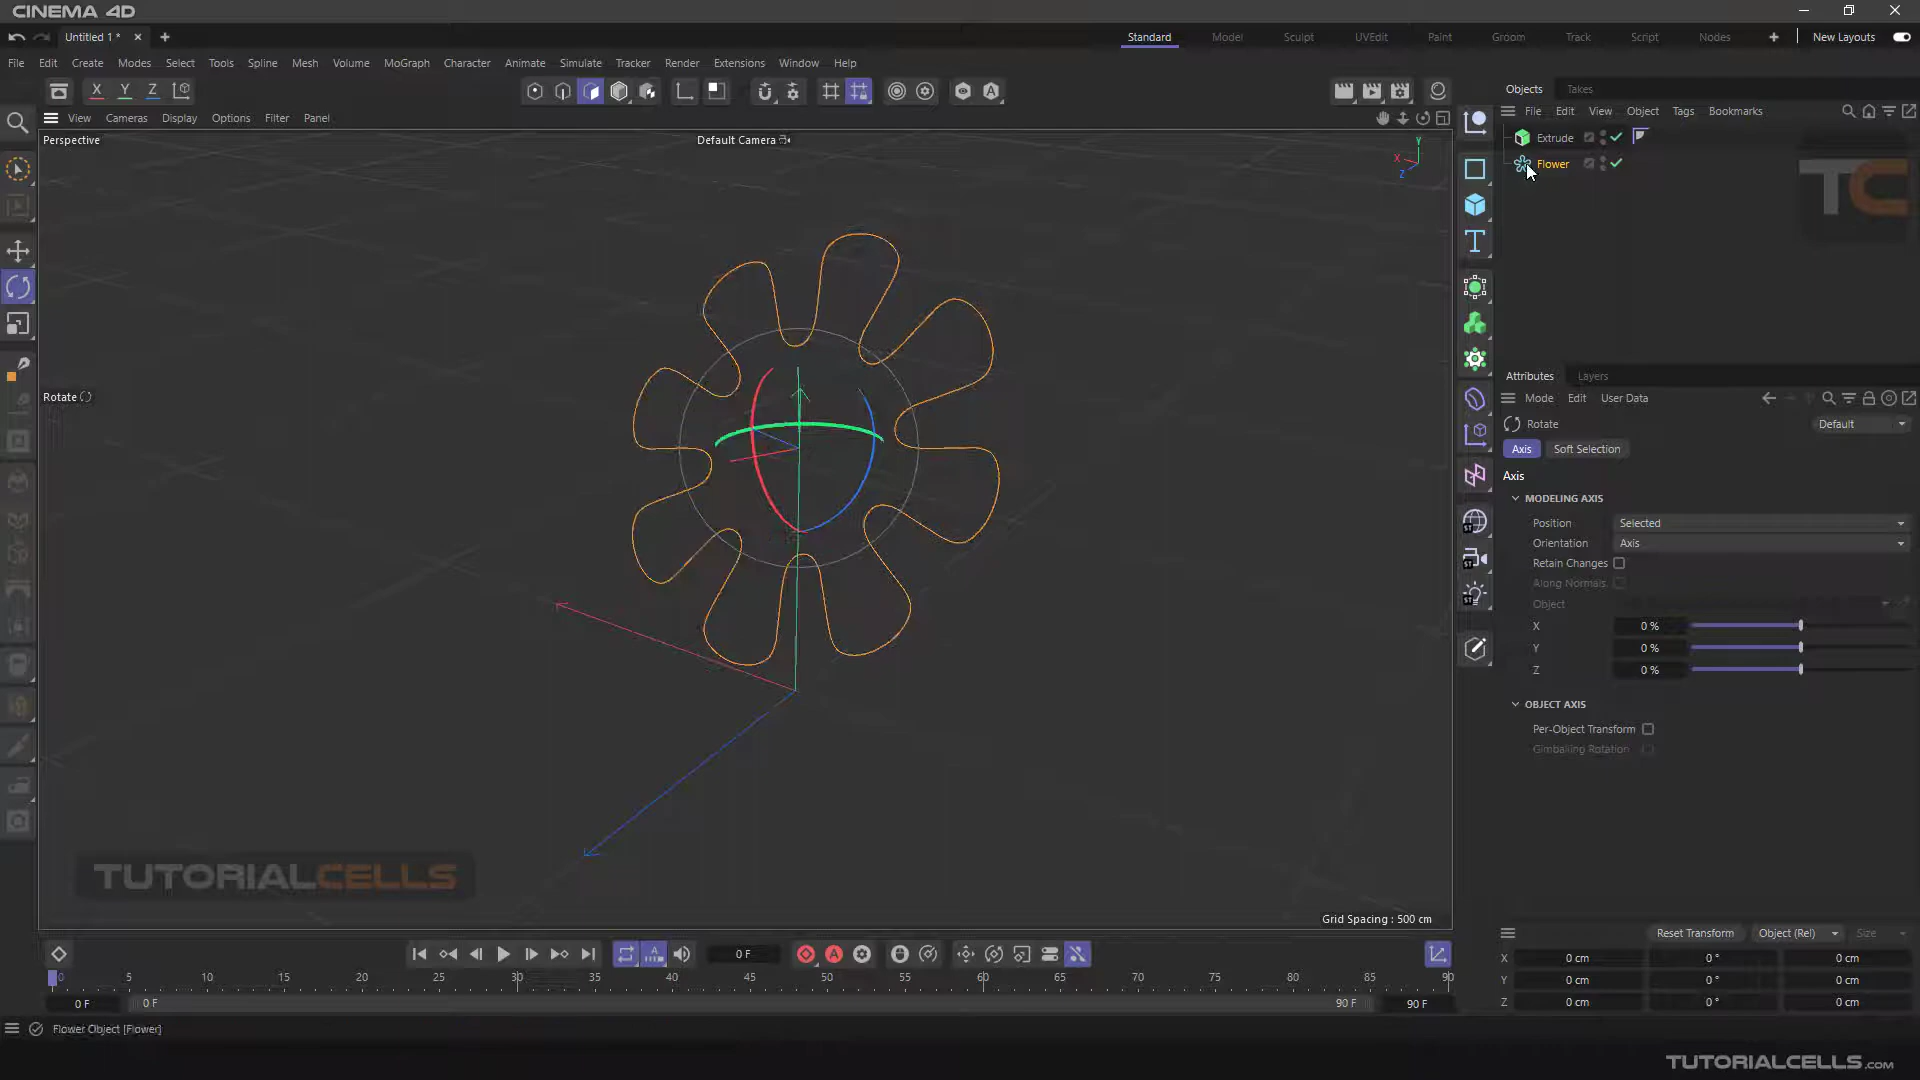 CINEMA 4D
Untitled 1 *
Standard Model Sculpt UVEdit Paint Groom Track Script Nodes New Layouts
File Edit Create Modes Select Tools Spline Mesh Volume MoGraph Character Animate Simulate Tracker Render Extensions Window Help
X Y Z
Objects Takes
View Cameras Display Options Filter Panel
File Edit View Object Tags Bookmarks
Perspective
Default Camera
Y
X
Z
Extrude
Flower
TC
Rotate
Attributes Layers
Mode Edit User Data
Rotate Default
Axis Soft Selection
Axis
MODELING AXIS
Position Selected
Orientation Axis
Retain Changes
Along Normals
Object
X 0 %
Y 0 %
Z 0 %
OBJECT AXIS
Per-Object Transform
Gimballing Rotation
TUTORIALCELLS
Grid Spacing : 500 cm
Reset Transform Object (Rel) Size
0 F
0 5 10 15 20 25 30 35 40 45 50 55 60 65 70 75 80 85 90
0 F 0 F 90 F 90 F
X 0 cm 0 ° 0 cm
Y 0 cm 0 ° 0 cm
Z 0 cm 0 ° 0 cm
Flower Object [Flower]
TUTORIALCELLS.com